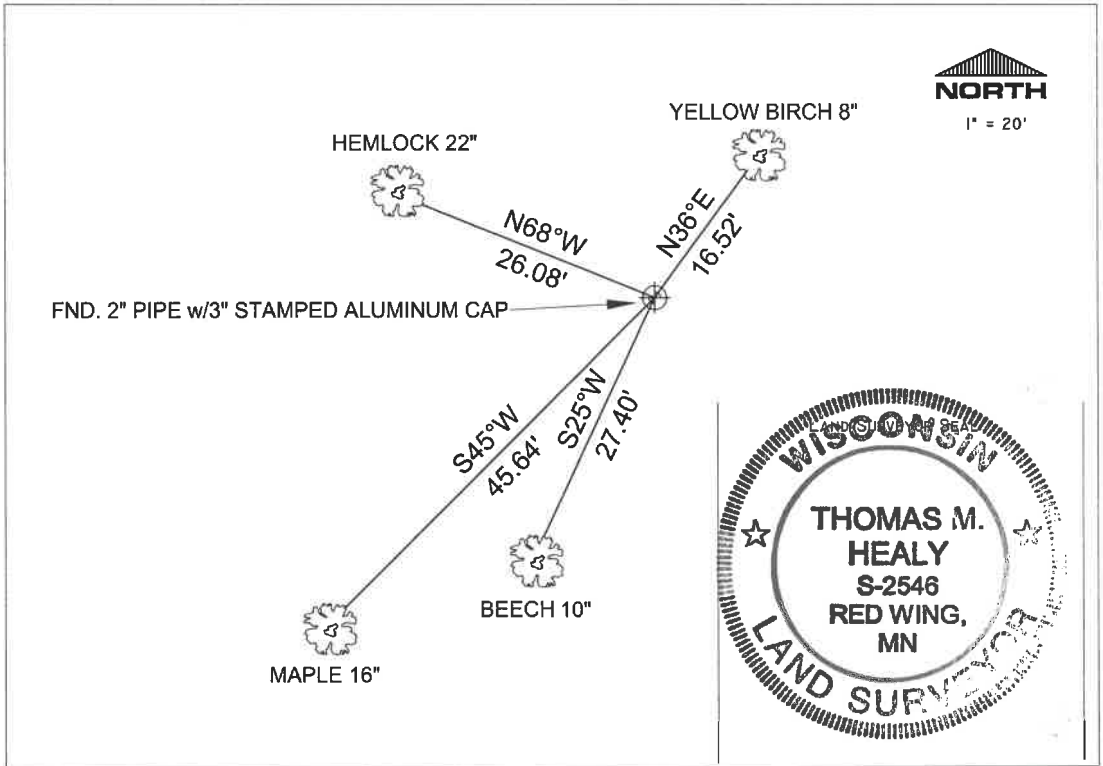 NORTH
1" = 20'
YELLOW BIRCH 8"
HEMLOCK 22"
N68°W
26.08'
N36°E
16.52'
FND. 2" PIPE w/3" STAMPED ALUMINUM CAP
S45°W
45.64'
S25°W
27.40'
BEECH 10"
MAPLE 16"
LAND SURVEYOR SEAL
WISCONSIN
THOMAS M.
HEALY
S-2546
RED WING,
MN
LAND SURVEYOR